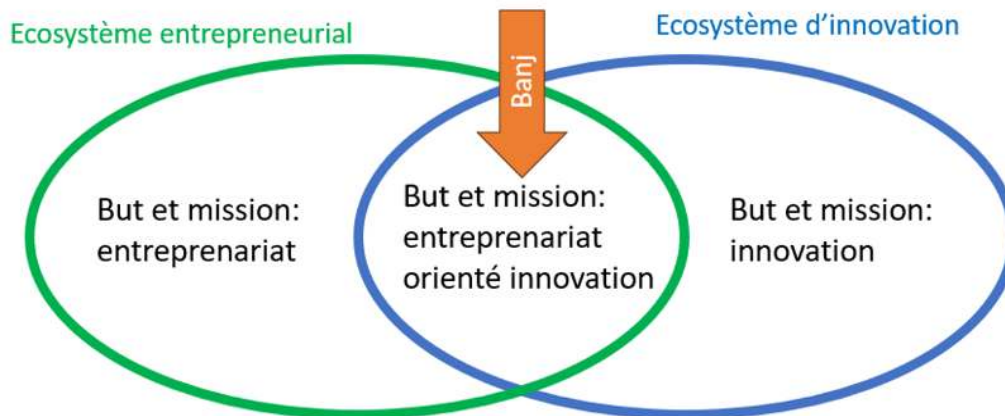 Ecosystème entrepreneurial
Ecosystème d'innovation
Banj
But et mission:
entreprenariat
But et mission:
entreprenariat
orienté innovation
But et mission:
innovation